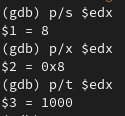 (gdb) p/s $edx
$1 = 8
(gdb) p/x $edx
$2 = 0x8
(gdb) p/t $edx
$3 = 1000